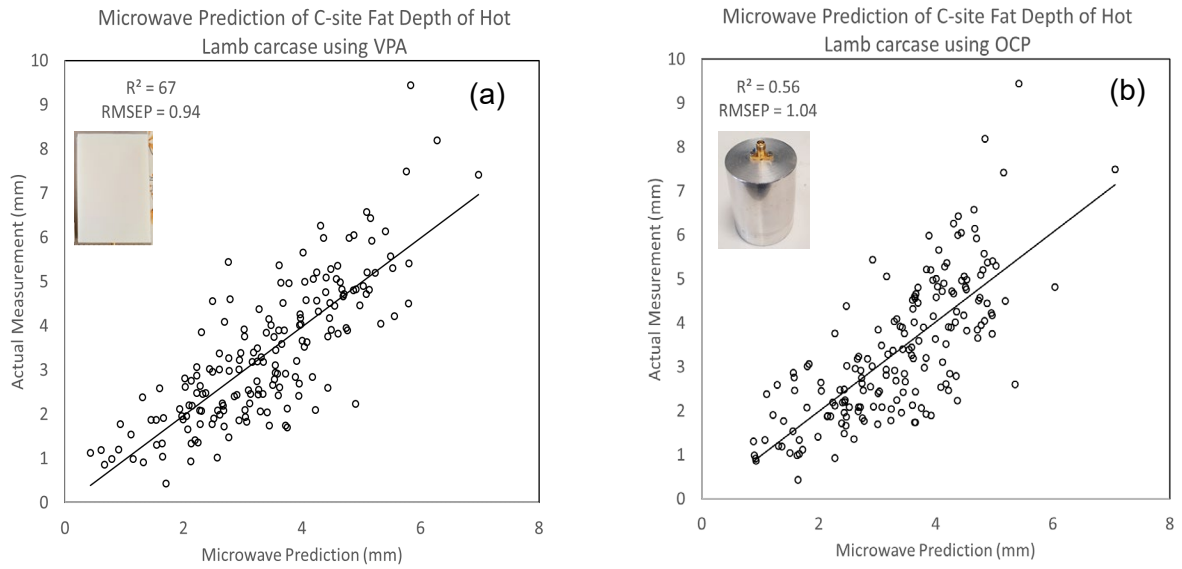 Microwave Prediction of C-site Fat Depth of Hot
Lamb carcase using VPA
10
9
8
7
6
5
4
3
2
1
0
Actual Measurement (mm)
R² = 67
RMSEP = 0.94
(a)
0
2
4
6
8
Microwave Prediction (mm)
Microwave Prediction of C-site Fat Depth of Hot
Lamb carcase using OCP
10
9
8
7
6
5
4
3
2
1
0
Actual Mesurement (mm)
R² = 0.56
RMSEP = 1.04
(b)
0
2
4
6
8
Microwave Prediction (mm)